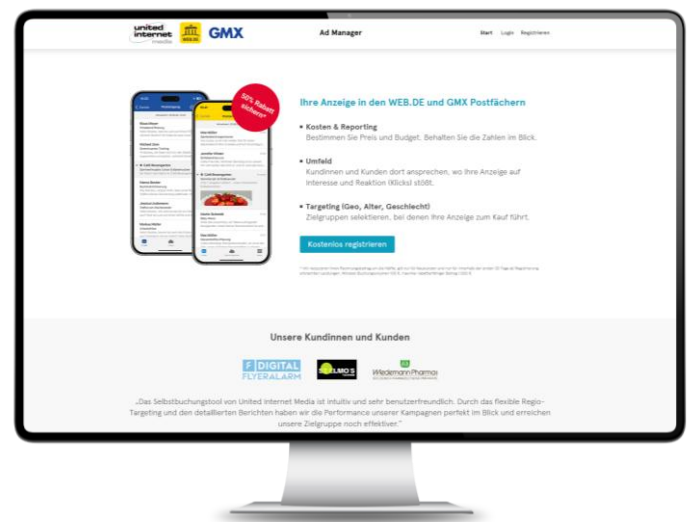 united
internet
media
WEB.DE
GMX
Ad Manager
Start Login Registrieren
50% Rabatt
sichern*
Ihre Anzeige in den WEB.DE und GMX Postfächern
• Kosten & Reporting
Bestimmen Sie Preis und Budget. Behalten Sie die Zahlen im Blick.
• Umfeld
Kundinnen und Kunden dort ansprechen, wo Ihre Anzeige auf
Interesse und Reaktion (Klicks) stößt.
• Targeting (Geo, Alter, Geschlecht)
Zielgruppen selektieren, bei denen Ihre Anzeige zum Kauf führt.
Kostenlos registrieren
Unsere Kundinnen und Kunden
F DIGITAL
FLYERALARM
ELMO'S
Wiedemann Pharma
„Das Selbstbuchungstool von United Internet Media ist intuitiv und sehr benutzerfreundlich. Durch das flexible Regio-
Targeting und den detaillierten Berichten haben wir die Performance unserer Kampagnen perfekt im Blick und erreichen
unsere Zielgruppe noch effektiver."